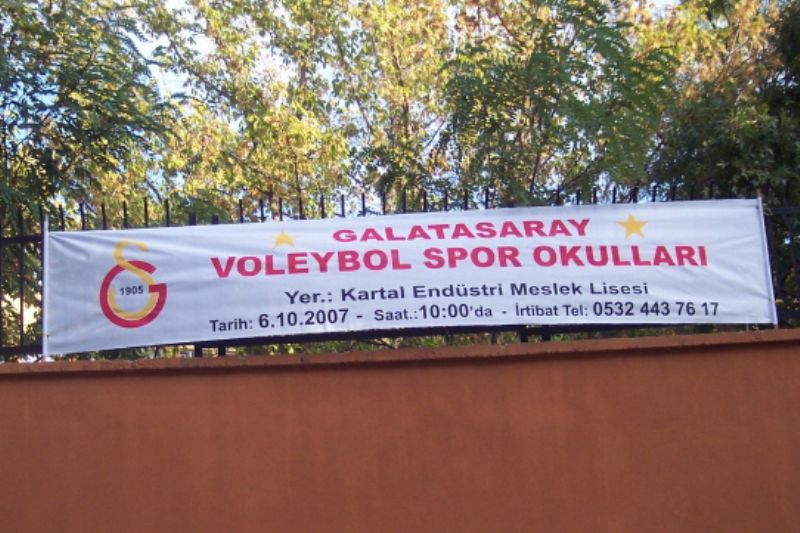 GALATASARAY
VOLEYBOL SPOR OKULLARI
1905
Yer.: Kartal Endüstri Meslek Lisesi
Tarih: 6.10.2007 - Saat.:10:00'da - İrtibat Tel: 0532 443 76 17